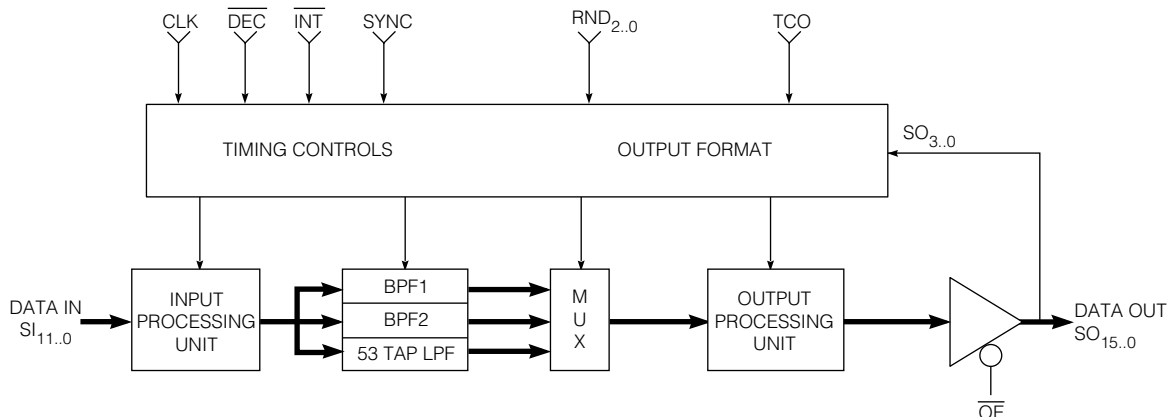 CLK DEC INT SYNC RND2..0 TCO
TIMING CONTROLS OUTPUT FORMAT
SO3..0
DATA IN
SI11..0
INPUT
PROCESSING
UNIT
BPF1
BPF2
53 TAP LPF
M
U
X
OUTPUT
PROCESSING
UNIT
DATA OUT
SO15..0
OE